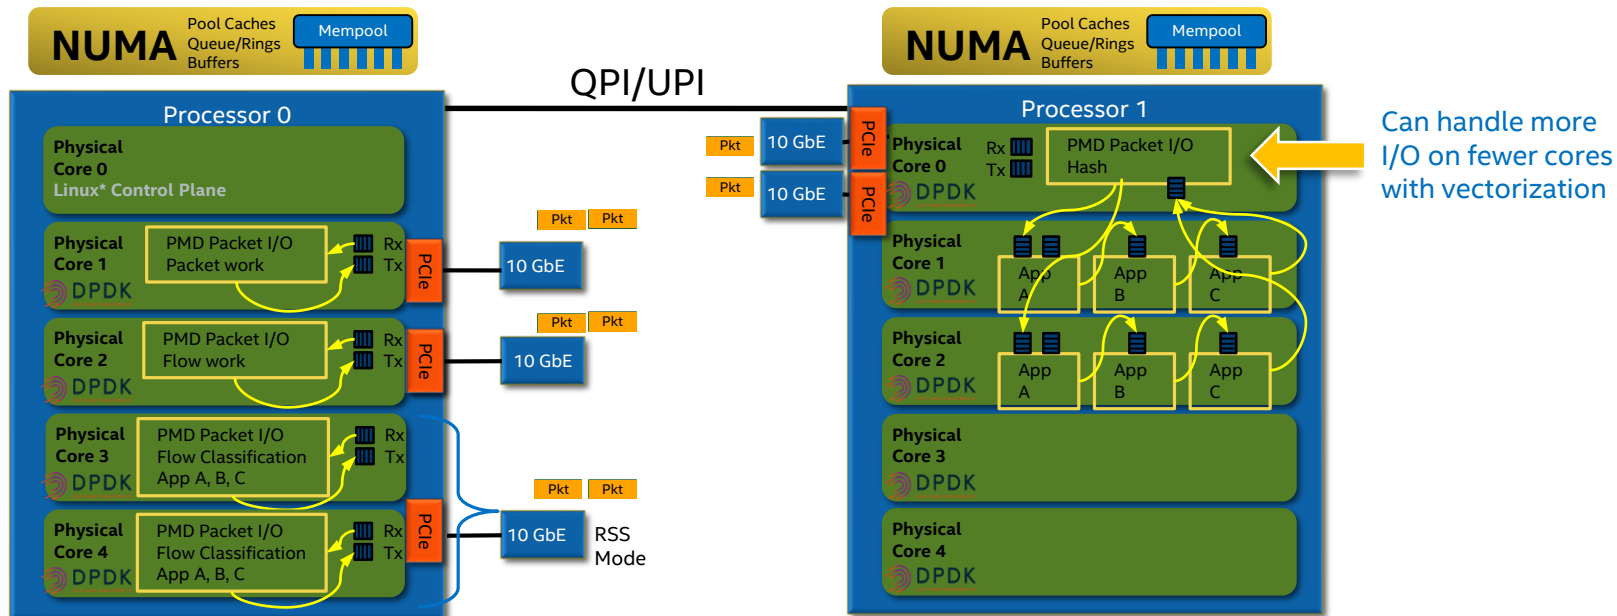 NUMA
Pool Caches
Queue/Rings
Buffers
Mempool
NUMA
Pool Caches
Queue/Rings
Buffers
Mempool
QPI/UPI
Processor 0
Physical
Core 0
Linux* Control Plane
Physical
Core 1
DPDK
PMD Packet I/O
Packet work
Rx
Tx
PCIe
10 GbE
Pkt
Pkt
Physical
Core 2
DPDK
PMD Packet I/O
Flow work
Rx
Tx
PCIe
10 GbE
Pkt
Pkt
Physical
Core 3
DPDK
PMD Packet I/O
Flow Classification
App A, B, C
Rx
Tx
Physical
Core 4
DPDK
PMD Packet I/O
Flow Classification
App A, B, C
Rx
Tx
PCIe
10 GbE
Pkt
Pkt
RSS
Mode
Processor 1
Pkt
10 GbE
PCIe
Pkt
10 GbE
PCIe
Physical
Core 0
DPDK
Rx
Tx
PMD Packet I/O
Hash
Physical
Core 1
DPDK
App
A
App
B
App
C
Physical
Core 2
DPDK
App
A
App
B
App
C
Physical
Core 3
DPDK
Physical
Core 4
DPDK
Can handle more
I/O on fewer cores
with vectorization